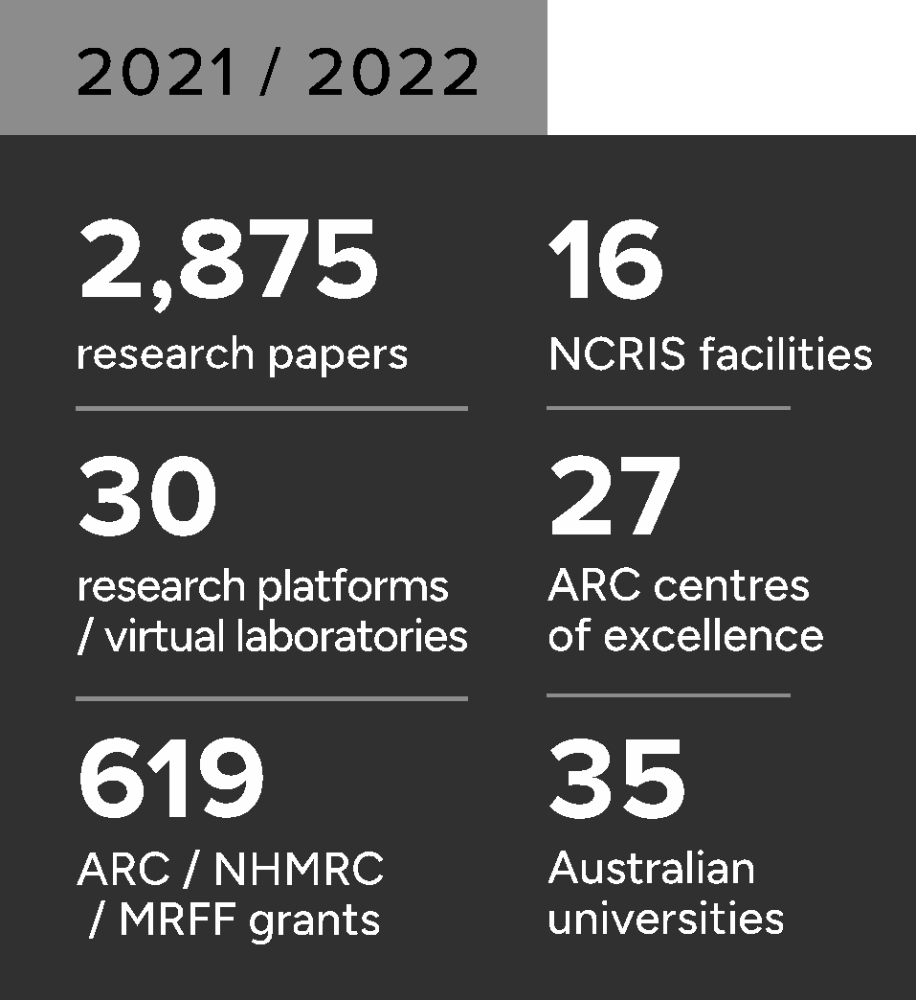 2021 / 2022
2,875
research papers
16
NCRIS facilities
30
research platforms
/ virtual laboratories
27
ARC centres
of excellence
619
ARC / NHMRC
/ MRFF grants
35
Australian
universities